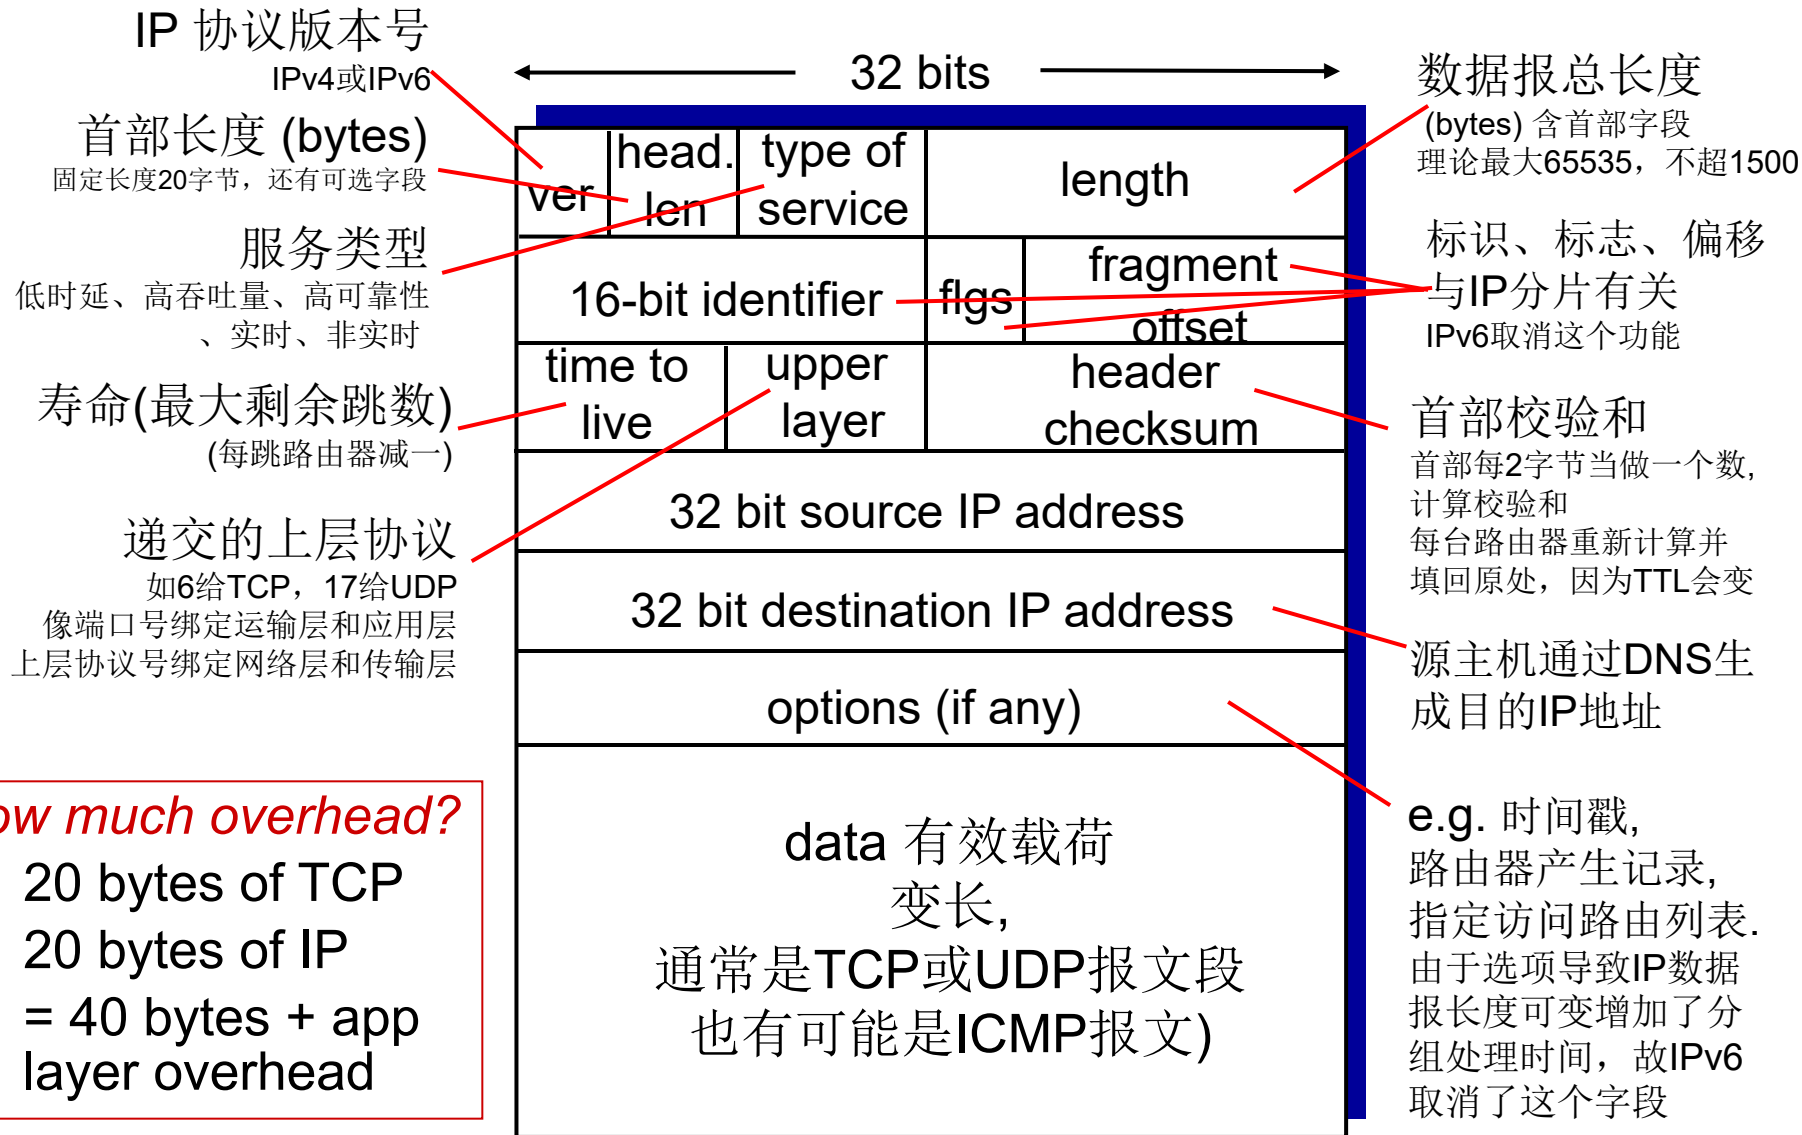 IP 协议版本号
IPv4或IPv6
首部长度 (bytes)
固定长度20字节，还有可选字段
服务类型
低时延、高吞吐量、高可靠性
、实时、非实时
寿命(最大剩余跳数)
(每跳路由器减一)
递交的上层协议
如6给TCP，17给UDP
像端口号绑定运输层和应用层
上层协议号绑定网络层和传输层
ow much overhead?
20 bytes of TCP
20 bytes of IP
= 40 bytes + app
layer overhead
32 bits
ver
head.
len
type of
service
length
16-bit identifier
flgs
fragment
offset
time to
live
upper
layer
header
checksum
32 bit source IP address
32 bit destination IP address
options (if any)
data 有效载荷
变长,
通常是TCP或UDP报文段
也有可能是ICMP报文)
数据报总长度
(bytes) 含首部字段
理论最大65535，不超1500
标识、标志、偏移
与IP分片有关
IPv6取消这个功能
首部校验和
首部每2字节当做一个数,
计算校验和
每台路由器重新计算并
填回原处，因为TTL会变
源主机通过DNS生
成目的IP地址
e.g. 时间戳,
路由器产生记录,
指定访问路由列表.
由于选项导致IP数据
报长度可变增加了分
组处理时间，故IPv6
取消了这个字段